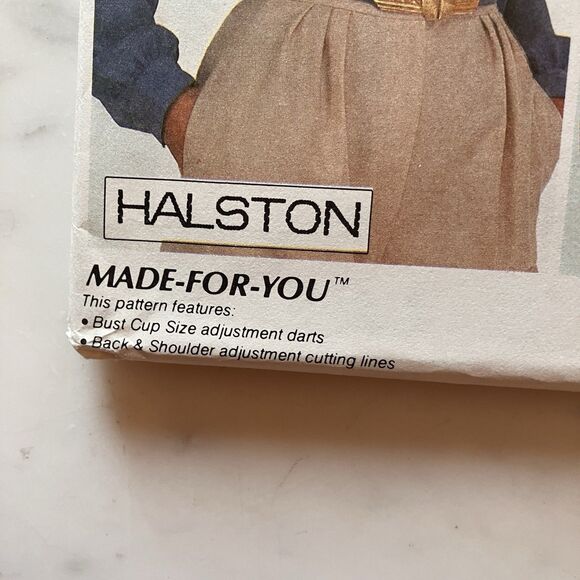 HALSTON
MADE-FOR-YOU™
This pattern features:
• Bust Cup Size adjustment darts
• Back & Shoulder adjustment cutting lines